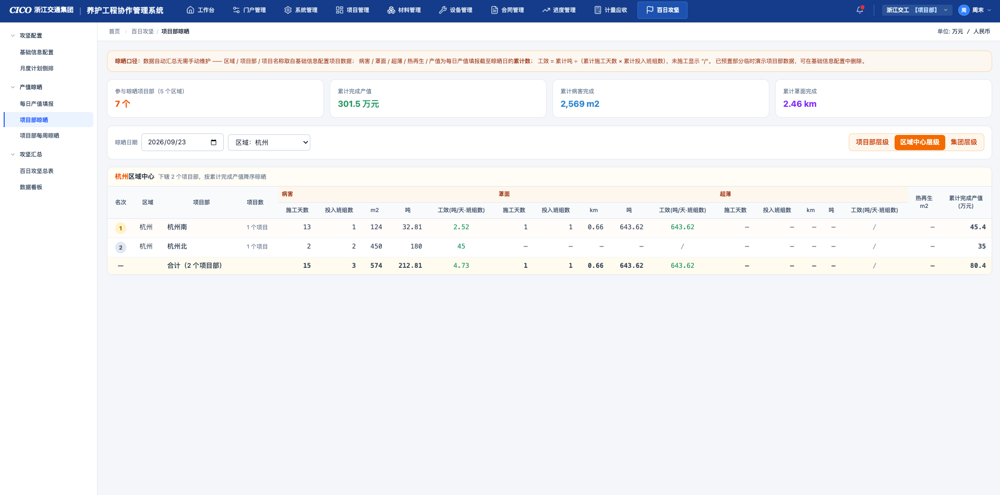 CICO 浙江交通集团 | 养护工程协作管理系统 工作台 门户管理 系统管理 项目管理 材料管理 设备管理 合同管理 进度管理 计量应收 百日攻坚 浙江交工 【项目部】 周 周末
攻坚配置
基础信息配置
月度计划倒排
产值晾晒
每日产值填报
项目部晾晒
项目部每周晾晒
攻坚汇总
百日攻坚总表
数据看板
首页 > 百日攻坚 / 项目部晾晒
单位: 万元 / 人民币
晾晒口径：数据自动汇总无需手动维护 —— 区域 / 项目部 / 项目名称取自基础信息配置项目数据； 病害 / 罩面 / 超薄 / 热再生 / 产值为每日产值填报截至晾晒日的累计数； 工效 = 累计吨 ÷（累计施工天数 × 累计投入班组数），未施工显示 "/"。 已预置部分临时演示项目部数据，可在基础信息配置中删除。
参与晾晒项目部（5 个区域）
7 个
累计完成产值
301.5 万元
累计病害完成
2,569 m2
累计罩面完成
2.46 km
晾晒日期 2026/09/23 区域：杭州 项目部层级 区域中心层级 集团层级
杭州区域中心 下辖 2 个项目部，按累计完成产值降序晾晒
名次 区域 项目部 项目数 病害 罩面 超薄 热再生 m2 累计完成产值 (万元)
施工天数 投入班组数 m2 吨 工效(吨/天·班组数) 施工天数 投入班组数 km 吨 工效(吨/天·班组数) 施工天数 投入班组数 km 吨 工效(吨/天·班组数)
1 杭州 杭州南 1 个项目 13 1 124 32.81 2.52 1 1 0.66 643.62 643.62 — — — — / — 45.4
2 杭州 杭州北 1 个项目 2 2 450 180 45 — — — — / — — — — / — 35
— 合计（2 个项目部） 15 3 574 212.81 4.73 1 1 0.66 643.62 643.62 — — — — / — 80.4